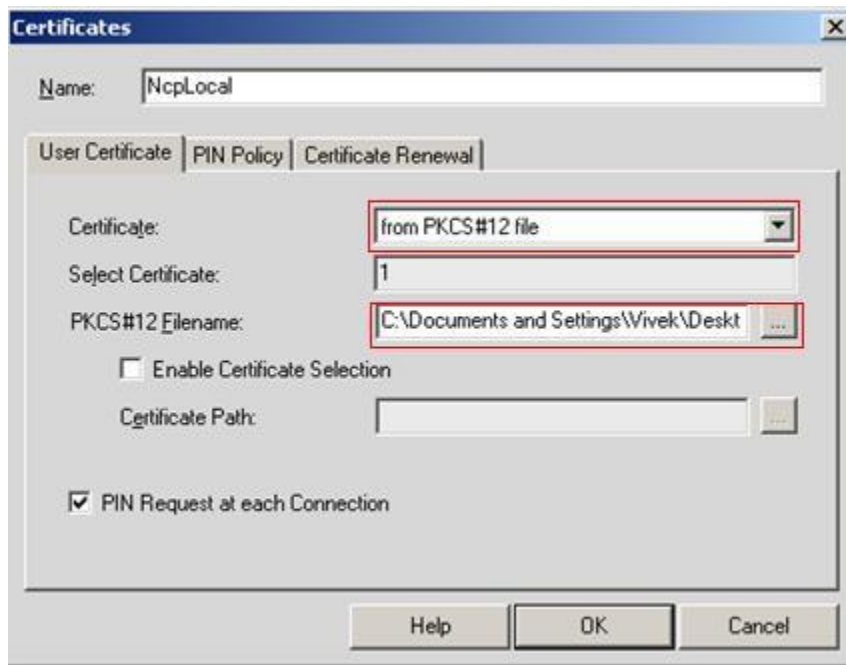 Certificates
Name: NcpLocal
User Certificate PIN Policy Certificate Renewal
Certificate: from PKCS#12 file
Select Certificate: 1
PKCS#12 Filename: C:\Documents and Settings\Vivek\Deskt ...
Enable Certificate Selection
Certificate Path: ...
PIN Request at each Connection
Help OK Cancel